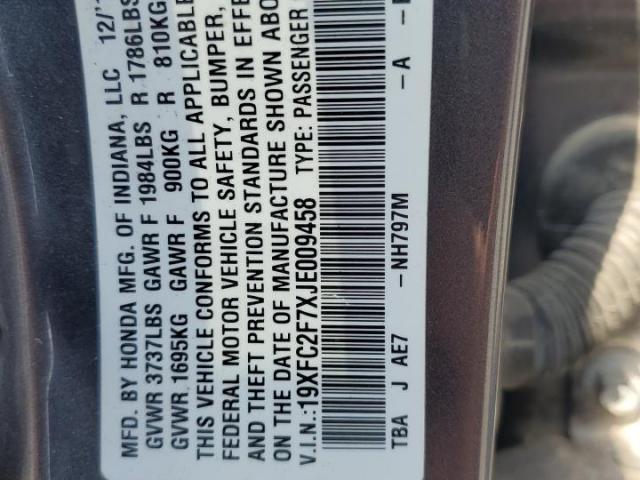 MFD. BY HONDA MFG. OF INDIANA, LLC 12/
GVWR 3737LBS GAWR F 1984LBS R 1786LBS
GVWR 1695KG GAWR F 900KG R 810KG
THIS VEHICLE CONFORMS TO ALL APPLICABLE
FEDERAL MOTOR VEHICLE SAFETY, BUMPER,
AND THEFT PREVENTION STANDARDS IN EFFE
ON THE DATE OF MANUFACTURE SHOWN ABO
V.I.N.:19XFC2F7XJE009458 TYPE: PASSENGER
TBA J AE7 -NH797M -A -